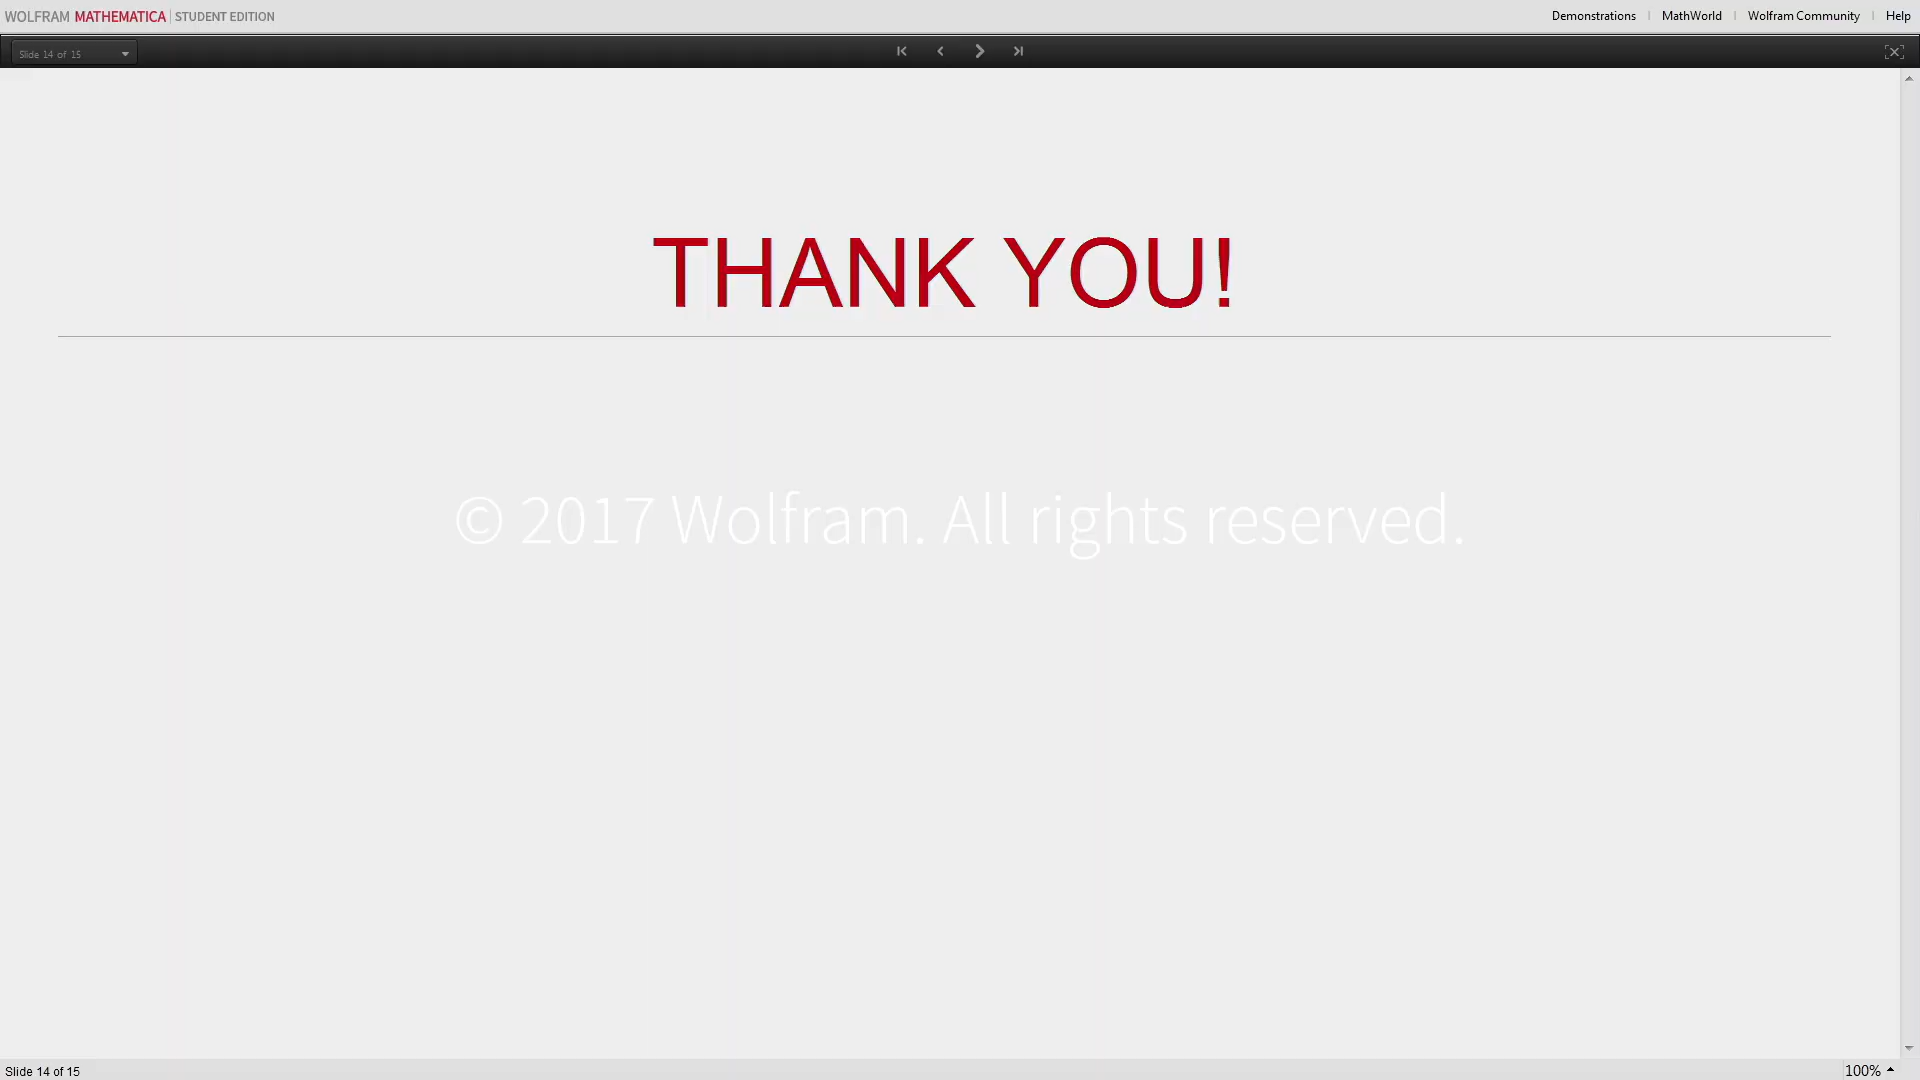 WOLFRAM MATHEMATICA | STUDENT EDITION
Demonstrations | MathWorld | Wolfram Community | Help
Slide 14 of 15
THANK YOU!
© 2017 Wolfram. All rights reserved.
Slide 14 of 15
100%